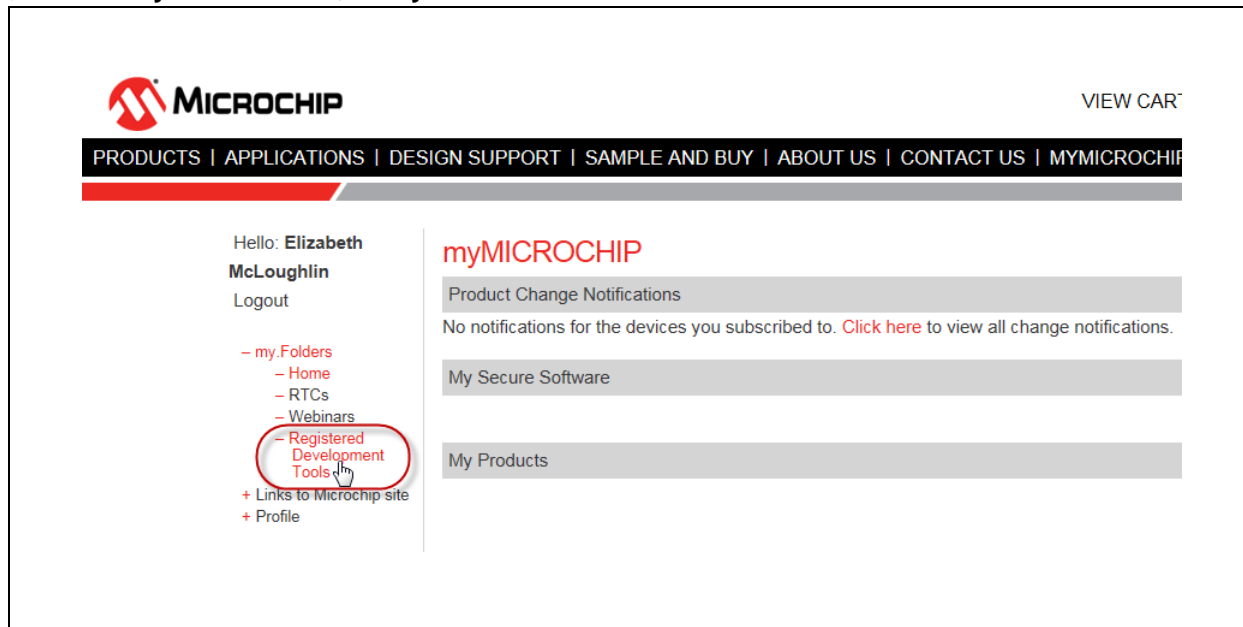 MICROCHIP
VIEW CAR
PRODUCTS | APPLICATIONS | DESIGN SUPPORT | SAMPLE AND BUY | ABOUT US | CONTACT US | MYMICROCHIP
Hello: Elizabeth
McLoughlin
Logout
– my.Folders
– Home
– RTCs
– Webinars
– Registered
Development
Tools
+ Links to Microchip site
+ Profile
myMICROCHIP
Product Change Notifications
No notifications for the devices you subscribed to. Click here to view all change notifications.
My Secure Software
My Products